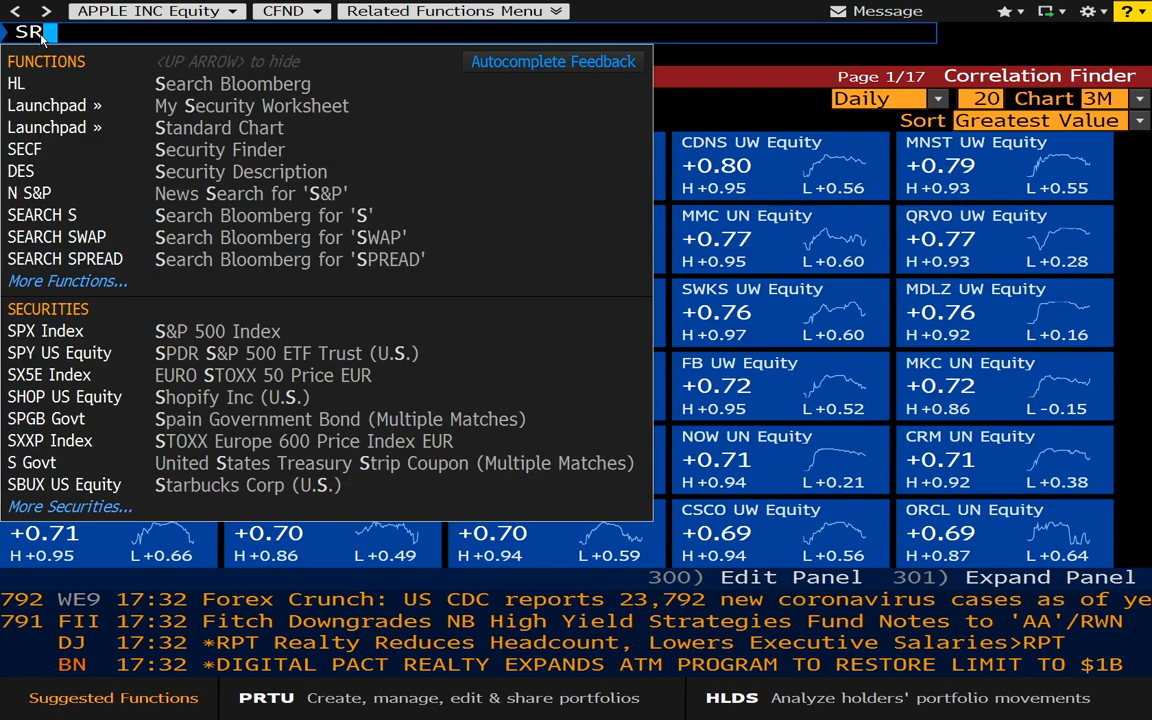 APPLE INC Equity
CFND
Related Functions Menu
Message
?
SR
FUNCTIONS <UP ARROW> to hide Autocomplete Feedback
HL Search Bloomberg
Launchpad » My Security Worksheet
Launchpad » Standard Chart
SECF Security Finder
DES Security Description
N S&P News Search for 'S&P'
SEARCH S Search Bloomberg for 'S'
SEARCH SWAP Search Bloomberg for 'SWAP'
SEARCH SPREAD Search Bloomberg for 'SPREAD'
More Functions...
SECURITIES
SPX Index S&P 500 Index
SPY US Equity SPDR S&P 500 ETF Trust (U.S.)
SX5E Index EURO STOXX 50 Price EUR
SHOP US Equity Shopify Inc (U.S.)
SPGB Govt Spain Government Bond (Multiple Matches)
SXXP Index STOXX Europe 600 Price Index EUR
S Govt United States Treasury Strip Coupon (Multiple Matches)
SBUX US Equity Starbucks Corp (U.S.)
More Securities...
Page 1/17 Correlation Finder
Daily 20 Chart 3M
Sort Greatest Value
CDNS UW Equity
+0.80
H +0.95 L +0.56
MNST UW Equity
+0.79
H +0.93 L +0.55
MMC UN Equity
+0.77
H +0.95 L +0.60
QRVO UW Equity
+0.77
H +0.93 L +0.28
SWKS UW Equity
+0.76
H +0.97 L +0.60
MDLZ UW Equity
+0.76
H +0.92 L +0.16
FB UW Equity
+0.72
H +0.95 L +0.52
MKC UN Equity
+0.72
H +0.86 L -0.15
NOW UN Equity
+0.71
H +0.94 L +0.21
CRM UN Equity
+0.71
H +0.92 L +0.38
+0.71
H +0.95 L +0.66
+0.70
H +0.86 L +0.49
+0.70
H +0.94 L +0.59
CSCO UW Equity
+0.69
H +0.94 L +0.56
ORCL UN Equity
+0.69
H +0.87 L +0.64
300) Edit Panel 301) Expand Panel
792 WE9 17:32 Forex Crunch: US CDC reports 23,792 new coronavirus cases as of ye
791 FII 17:32 Fitch Downgrades NB High Yield Strategies Fund Notes to 'AA'/RWN
DJ 17:32 *RPT Realty Reduces Headcount, Lowers Executive Salaries>RPT
BN 17:32 *DIGITAL PACT REALTY EXPANDS ATM PROGRAM TO RESTORE LIMIT TO $1B
Suggested Functions PRTU Create, manage, edit & share portfolios HLDS Analyze holders' portfolio movements